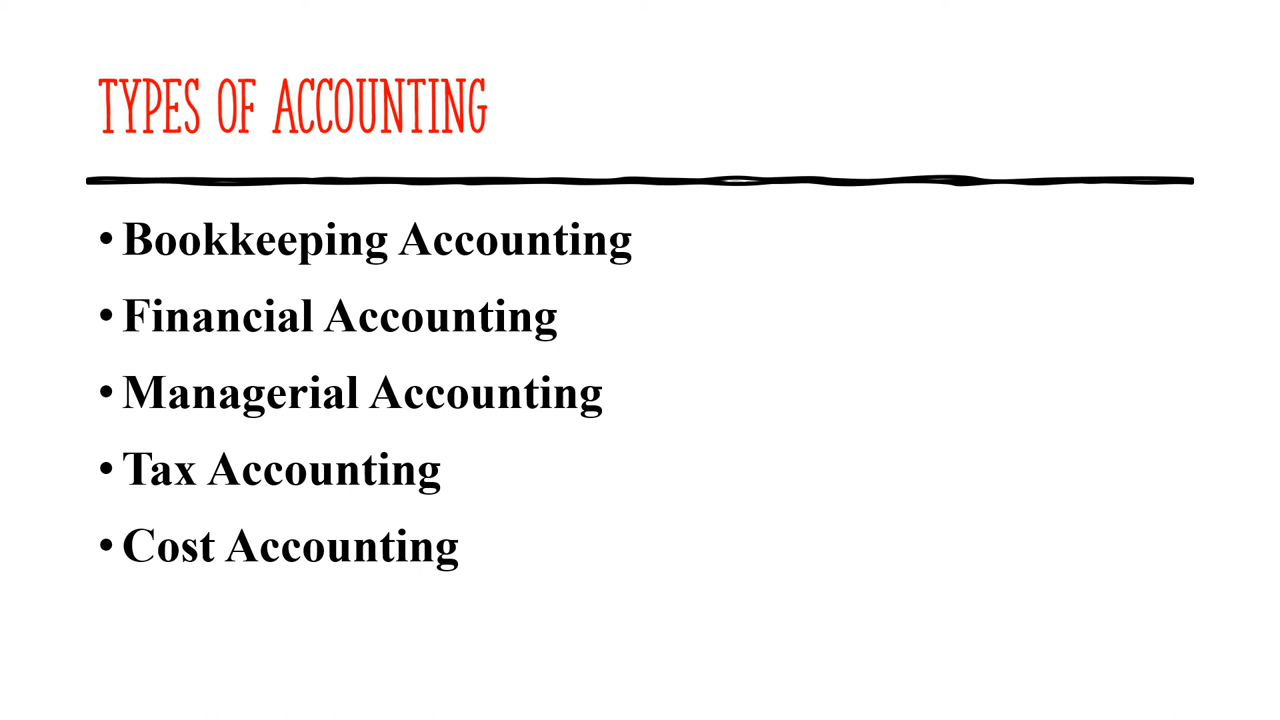 TYPES OF ACCOUNTING
• Bookkeeping Accounting
• Financial Accounting
• Managerial Accounting
• Tax Accounting
• Cost Accounting